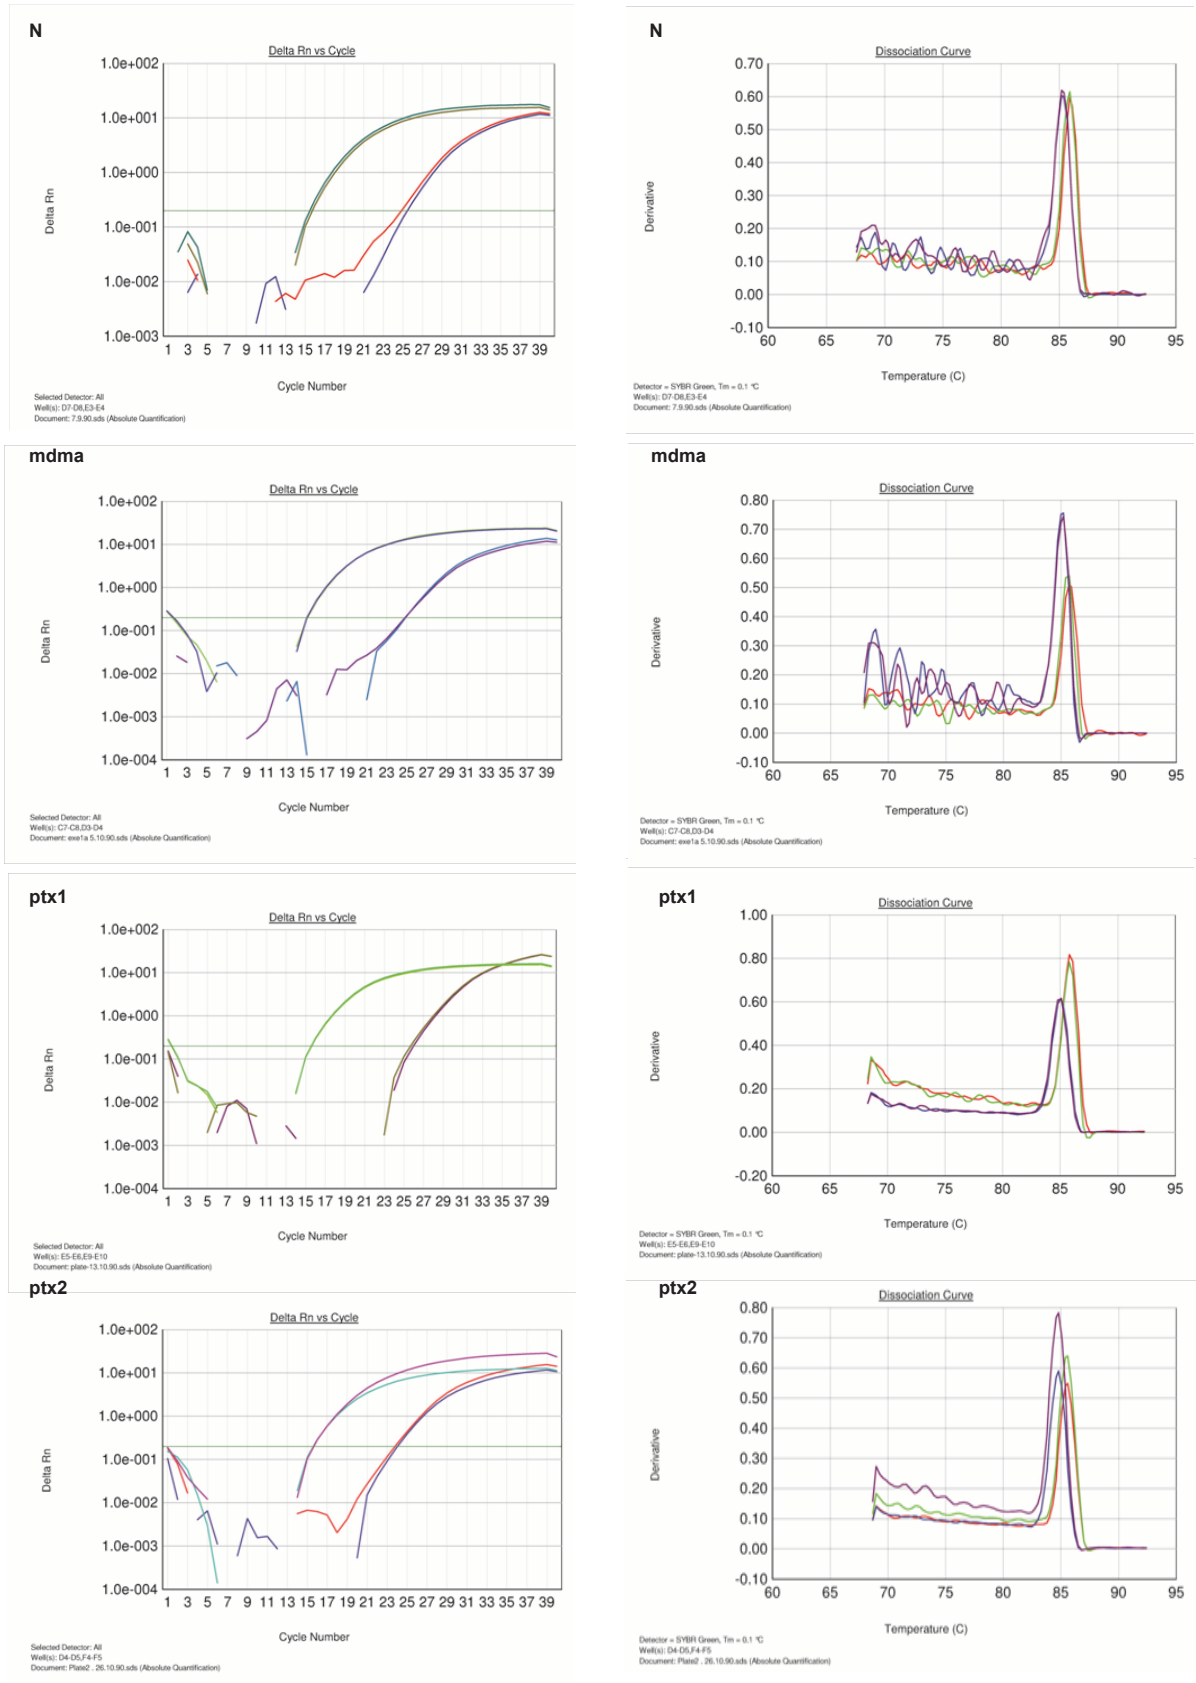 N
Delta Rn vs Cycle
1.0e+002
1.0e+001
1.0e+000
1.0e-001
1.0e-002
1.0e-003
Delta Rn
1 3 5 7 9 11 13 15 17 19 21 23 25 27 29 31 33 35 37 39
Cycle Number
Selected Detector: All
Well(s): D7-D8,E3-E4
Document: 7.9.90.sds (Absolute Quantification)
N
Dissociation Curve
0.70
0.60
0.50
0.40
0.30
0.20
0.10
0.00
-0.10
Derivative
60 65 70 75 80 85 90 95
Temperature (C)
Detector = SYBR Green, Tm = 0.1 °C
Well(s): D7-D8,E3-E4
Document: 7.9.90.sds (Absolute Quantification)
mdma
Delta Rn vs Cycle
1.0e+002
1.0e+001
1.0e+000
1.0e-001
1.0e-002
1.0e-003
1.0e-004
Delta Rn
1 3 5 7 9 11 13 15 17 19 21 23 25 27 29 31 33 35 37 39
Cycle Number
Selected Detector: All
Well(s): C7-C8,D3-D4
Document: exe1a 5.10.90.sds (Absolute Quantification)
mdma
Dissociation Curve
0.80
0.70
0.60
0.50
0.40
0.30
0.20
0.10
0.00
-0.10
Derivative
60 65 70 75 80 85 90 95
Temperature (C)
Detector = SYBR Green, Tm = 0.1 °C
Well(s): C7-C8,D3-D4
Document: exe1a 5.10.90.sds (Absolute Quantification)
ptx1
Delta Rn vs Cycle
1.0e+002
1.0e+001
1.0e+000
1.0e-001
1.0e-002
1.0e-003
1.0e-004
Delta Rn
1 3 5 7 9 11 13 15 17 19 21 23 25 27 29 31 33 35 37 39
Cycle Number
Selected Detector: All
Well(s): E5-E6,E9-E10
Document: plate-13.10.90.sds (Absolute Quantification)
ptx1
Dissociation Curve
1.00
0.80
0.60
0.40
0.20
0.00
-0.20
Derivative
60 65 70 75 80 85 90 95
Temperature (C)
Detector = SYBR Green, Tm = 0.1 °C
Well(s): E5-E6,E9-E10
Document: plate-13.10.90.sds (Absolute Quantification)
ptx2
Delta Rn vs Cycle
1.0e+002
1.0e+001
1.0e+000
1.0e-001
1.0e-002
1.0e-003
1.0e-004
Delta Rn
1 3 5 7 9 11 13 15 17 19 21 23 25 27 29 31 33 35 37 39
Cycle Number
Selected Detector: All
Well(s): D4-D5,F4-F5
Document: Plate2 . 26.10.90.sds (Absolute Quantification)
ptx2
Dissociation Curve
0.80
0.70
0.60
0.50
0.40
0.30
0.20
0.10
0.00
-0.10
Derivative
60 65 70 75 80 85 90 95
Temperature (C)
Detector = SYBR Green, Tm = 0.1 °C
Well(s): D4-D5,F4-F5
Document: Plate2 . 26.10.90.sds (Absolute Quantification)